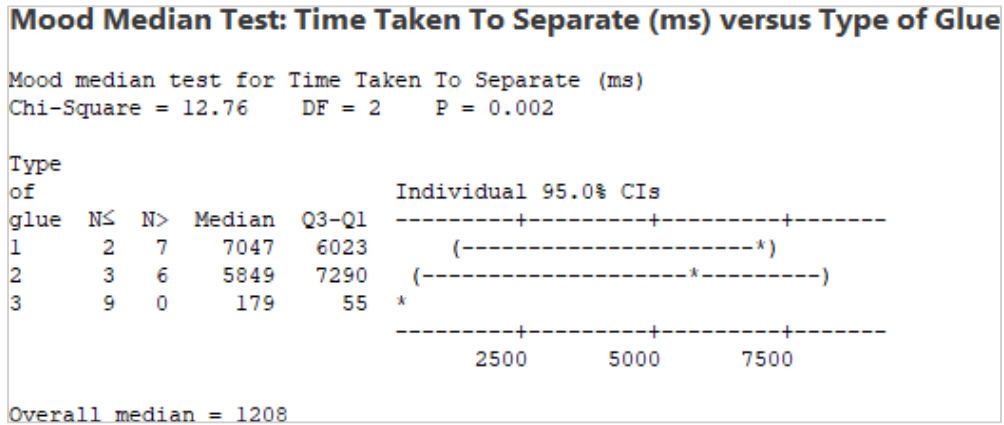 Mood Median Test: Time Taken To Separate (ms) versus Type of Glue
Mood median test for Time Taken To Separate (ms)
Chi-Square = 12.76    DF = 2    P = 0.002
Type
of                           Individual 95.0% CIs
glue  N≤  N>  Median  Q3-Q1  ---------+---------+---------+-------
1      2   7    7047   6023      (----------------------*)
2      3   6    5849   7290   (--------------------*---------)
3      9   0     179     55  *
                             ---------+---------+---------+-------
                                   2500      5000      7500
Overall median = 1208